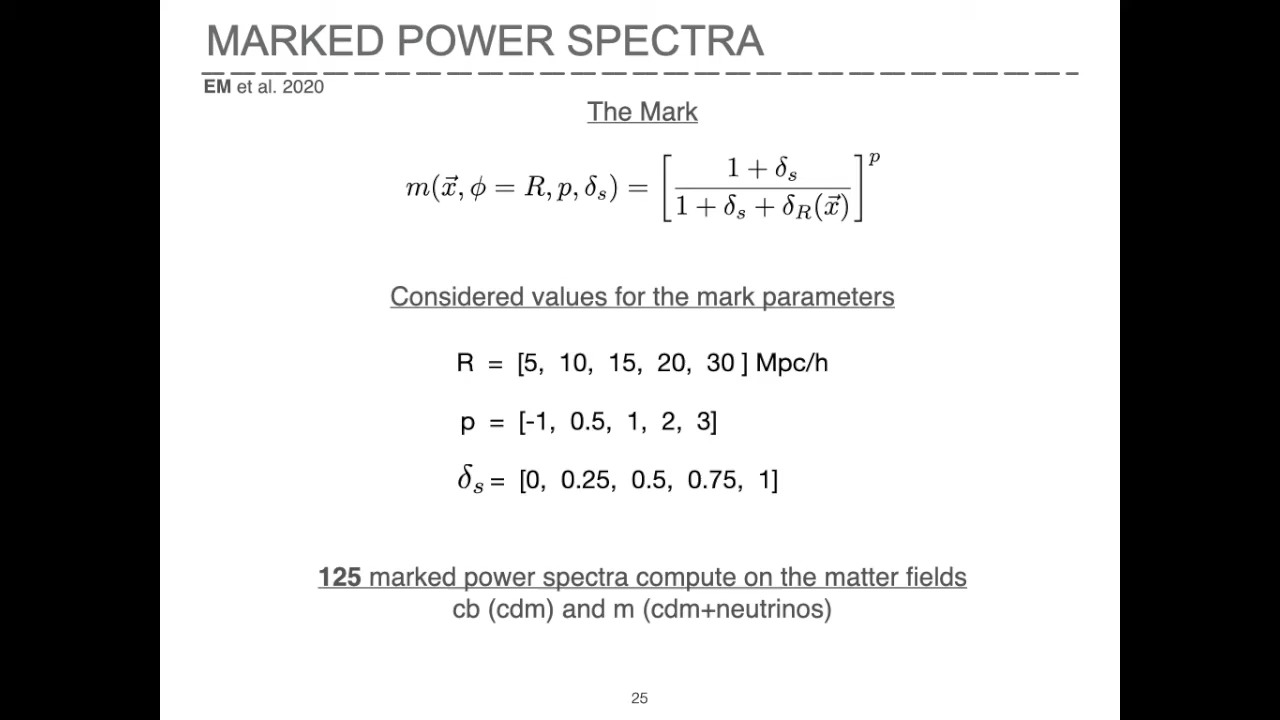 MARKED POWER SPECTRA
EM et al. 2020
The Mark
m(x⃗, ϕ = R, p, δ_s) = [ (1 + δ_s) / (1 + δ_s + δ_R(x⃗)) ]^p
Considered values for the mark parameters
R = [5, 10, 15, 20, 30 ] Mpc/h
p = [-1, 0.5, 1, 2, 3]
δ_s = [0, 0.25, 0.5, 0.75, 1]
125 marked power spectra compute on the matter fields
cb (cdm) and m (cdm+neutrinos)
25